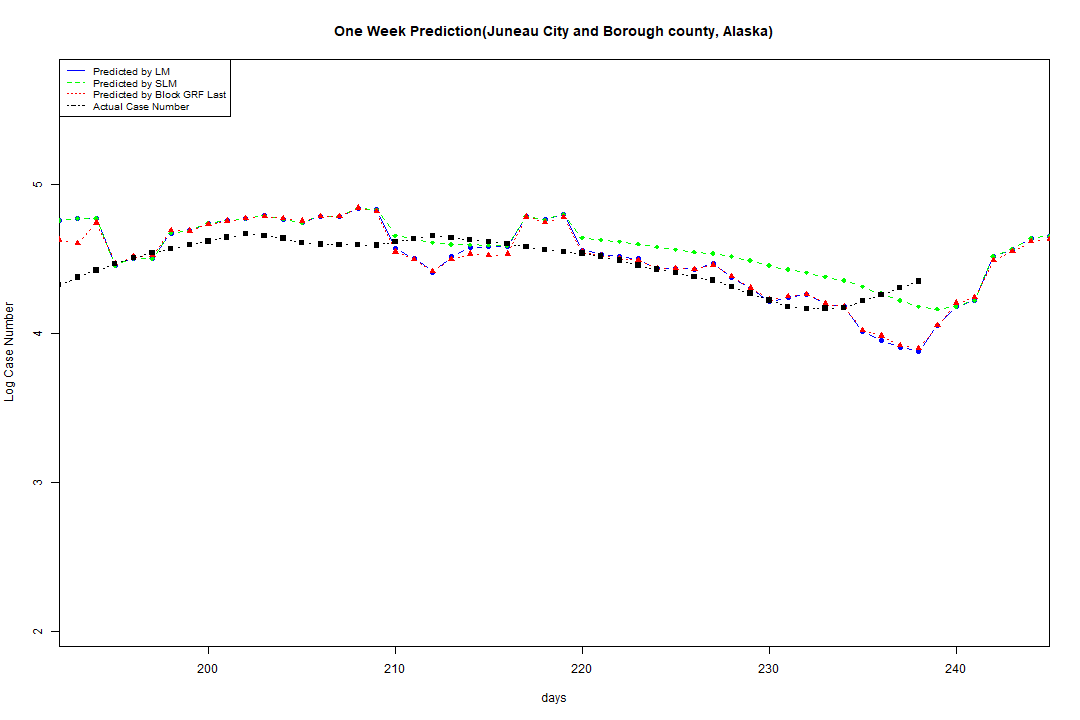 One Week Prediction(Juneau City and Borough county, Alaska)
Predicted by LM
Predicted by SLM
Predicted by Block GRF Last
Actual Case Number
5
4
3
2
Log Case Number
200 210 220 230 240
days